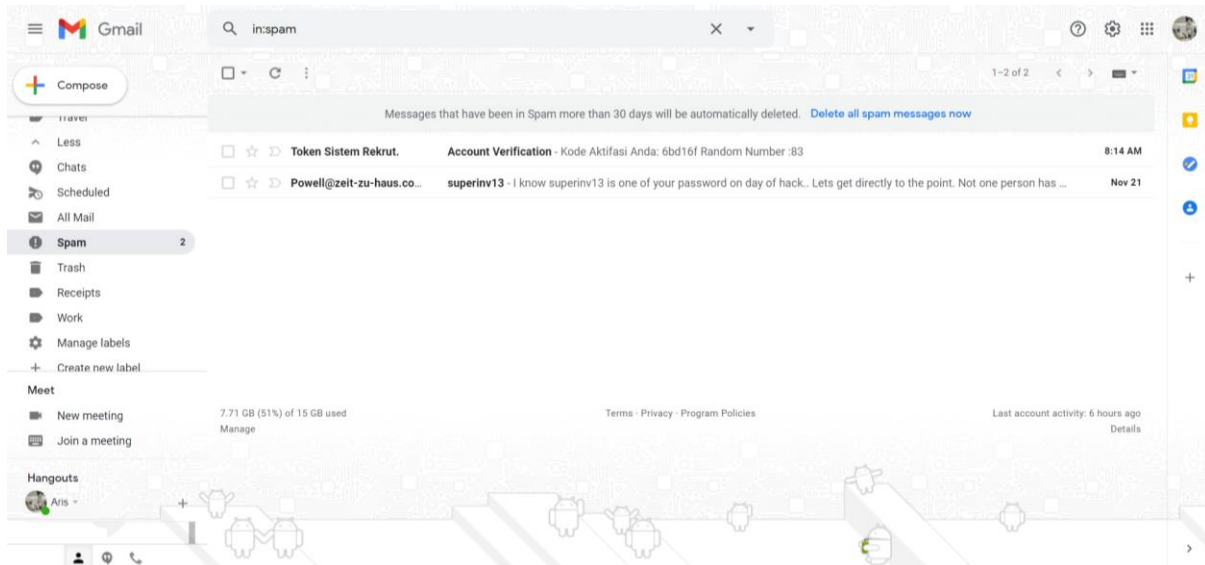 Gmail
in:spam
Compose
1–2 of 2
Messages that have been in Spam more than 30 days will be automatically deleted. Delete all spam messages now
Travel
Less
Chats
Scheduled
All Mail
Spam 2
Trash
Receipts
Work
Manage labels
Create new label
Token Sistem Rekrut. Account Verification - Kode Aktifasi Anda: 6bd16f Random Number :83 8:14 AM
Powell@zeit-zu-haus.co... superinv13 - I know superinv13 is one of your password on day of hack.. Lets get directly to the point. Not one person has ... Nov 21
Meet
New meeting
Join a meeting
Hangouts
Aris
7.71 GB (51%) of 15 GB used
Manage
Terms · Privacy · Program Policies
Last account activity: 6 hours ago
Details